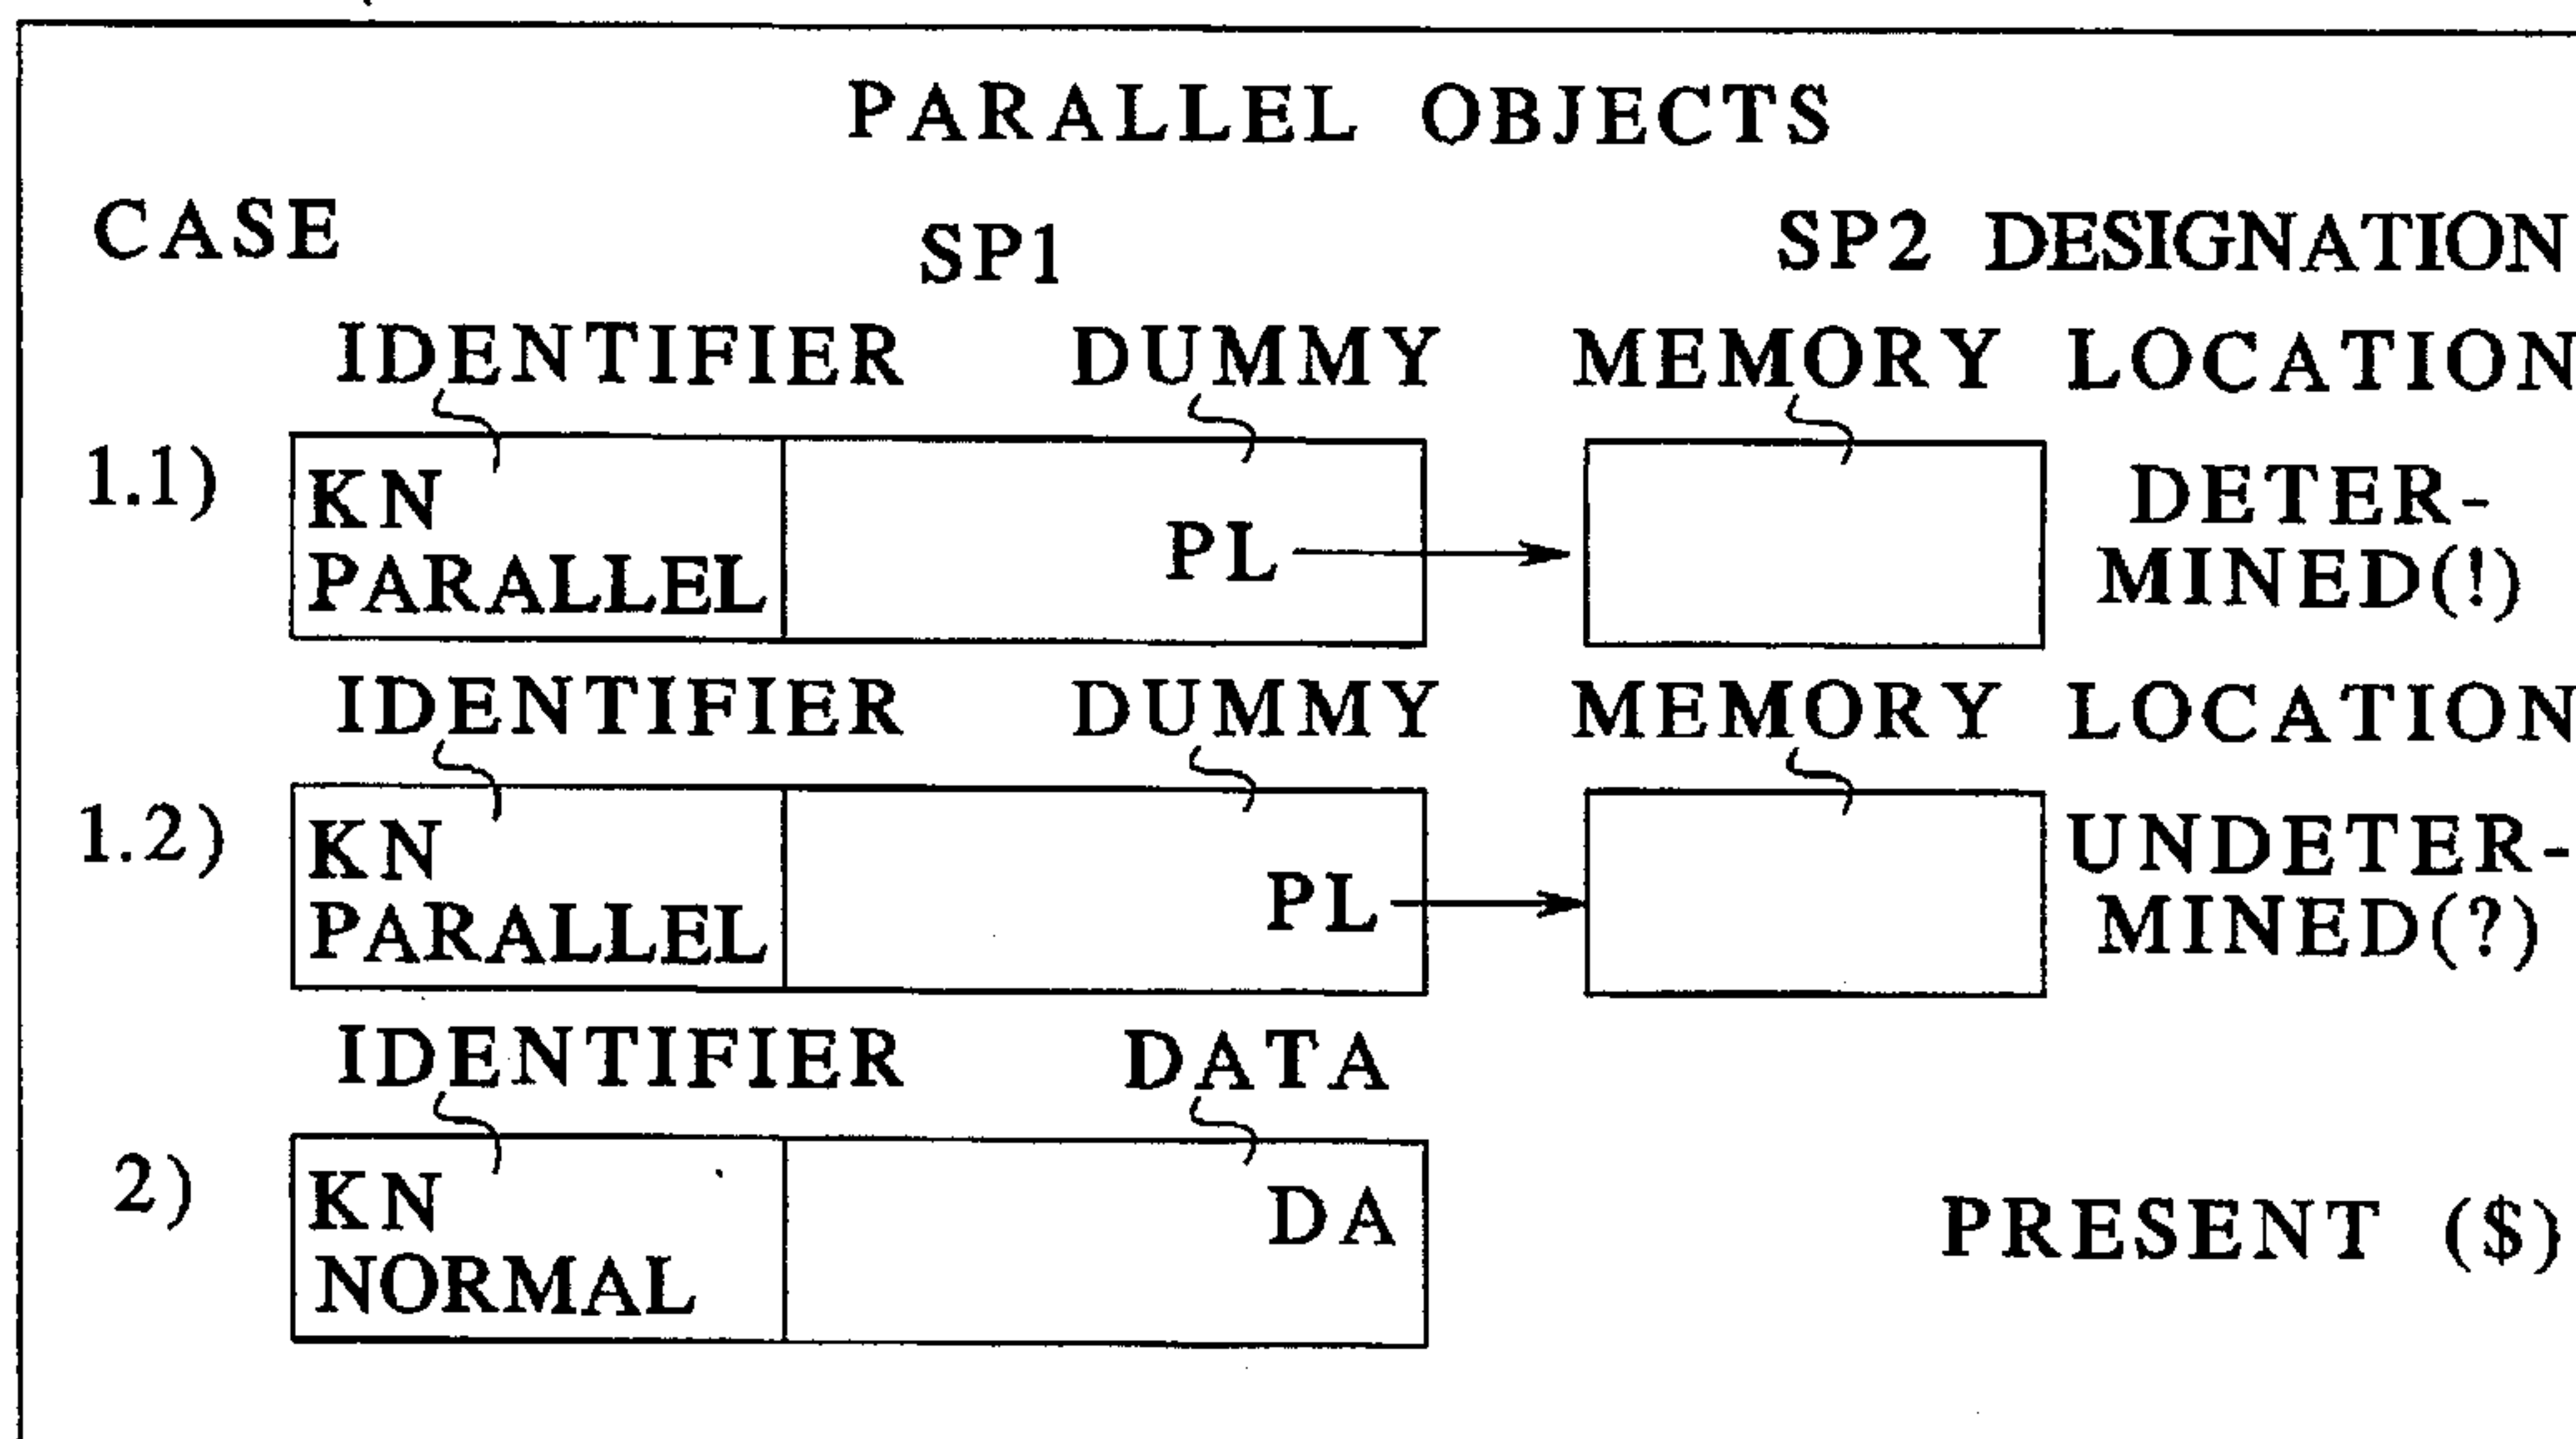 PARALLEL OBJECTS
CASE SP1 SP2 DESIGNATION
IDENTIFIER DUMMY MEMORY LOCATION
1.1) KN PARALLEL PL DETER-
MINED(!)
IDENTIFIER DUMMY MEMORY LOCATION
1.2) KN PARALLEL PL UNDETER-
MINED(?)
IDENTIFIER DATA
2) KN NORMAL DA PRESENT ($)